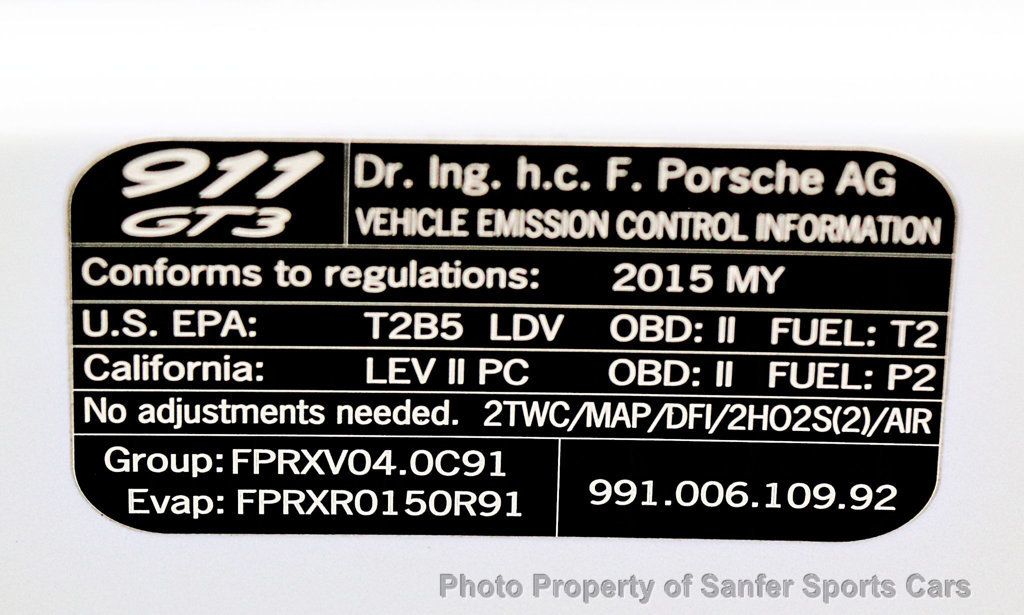 911 GT3
Dr. Ing. h.c. F. Porsche AG
VEHICLE EMISSION CONTROL INFORMATION
Conforms to regulations: 2015 MY
U.S. EPA: T2B5 LDV OBD: II FUEL: T2
California: LEV II PC OBD: II FUEL: P2
No adjustments needed. 2TWC/MAP/DFI/2HO2S(2)/AIR
Group: FPRXV04.0C91
Evap: FPRXR0150R91
991.006.109.92
Photo Property of Sanfer Sports Cars